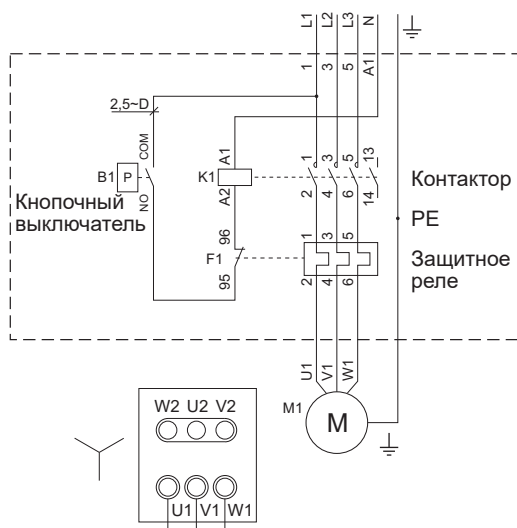 L1 L2 L3 N
1 3 5 A1
2,5~D
COM
A1
1 3 5 13
B1 P
K1
Контактор
Кнопочный
выключатель
NO
A2
2 4 6 14
PE
96
1 3 5
F1
Защитное
реле
95
2 4 6
U1 V1 W1
M1 M
W2 U2 V2
U1 V1 W1